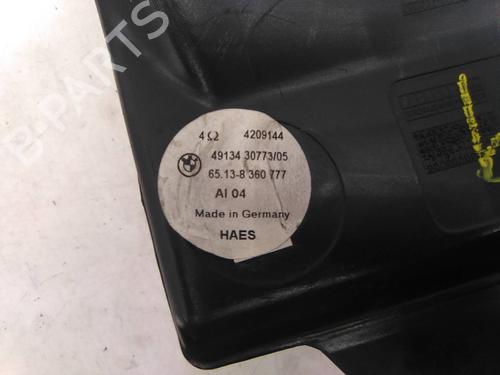 B-PARTS
4Ω 4209144
49134 30773/05
65.13-8 360 777
AI 04
Made in Germany
HAES